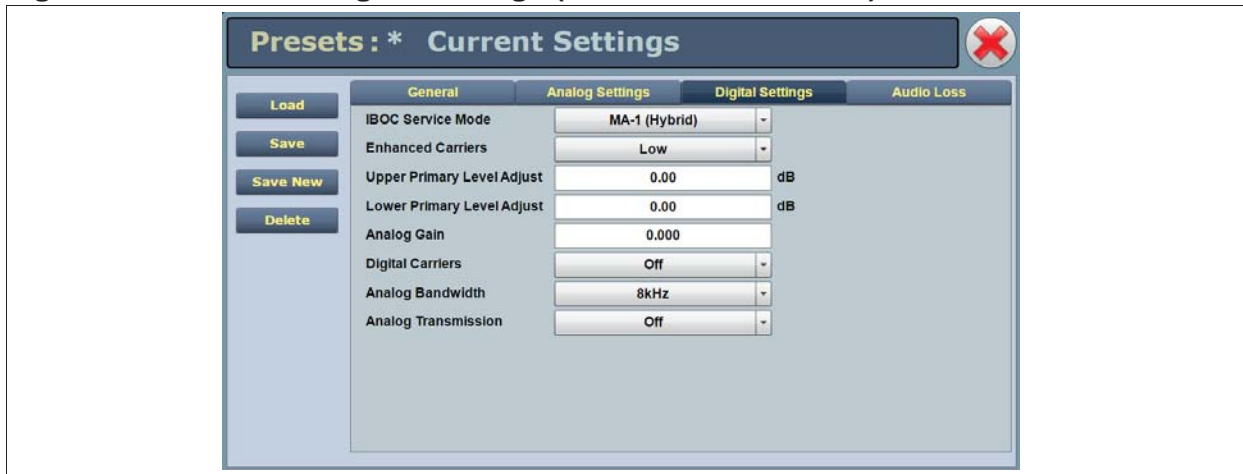 Presets:* Current Settings
Load
Save
Save New
Delete
General Analog Settings Digital Settings Audio Loss
IBOC Service Mode MA-1 (Hybrid)
Enhanced Carriers Low
Upper Primary Level Adjust 0.00 dB
Lower Primary Level Adjust 0.00 dB
Analog Gain 0.000
Digital Carriers Off
Analog Bandwidth 8kHz
Analog Transmission Off